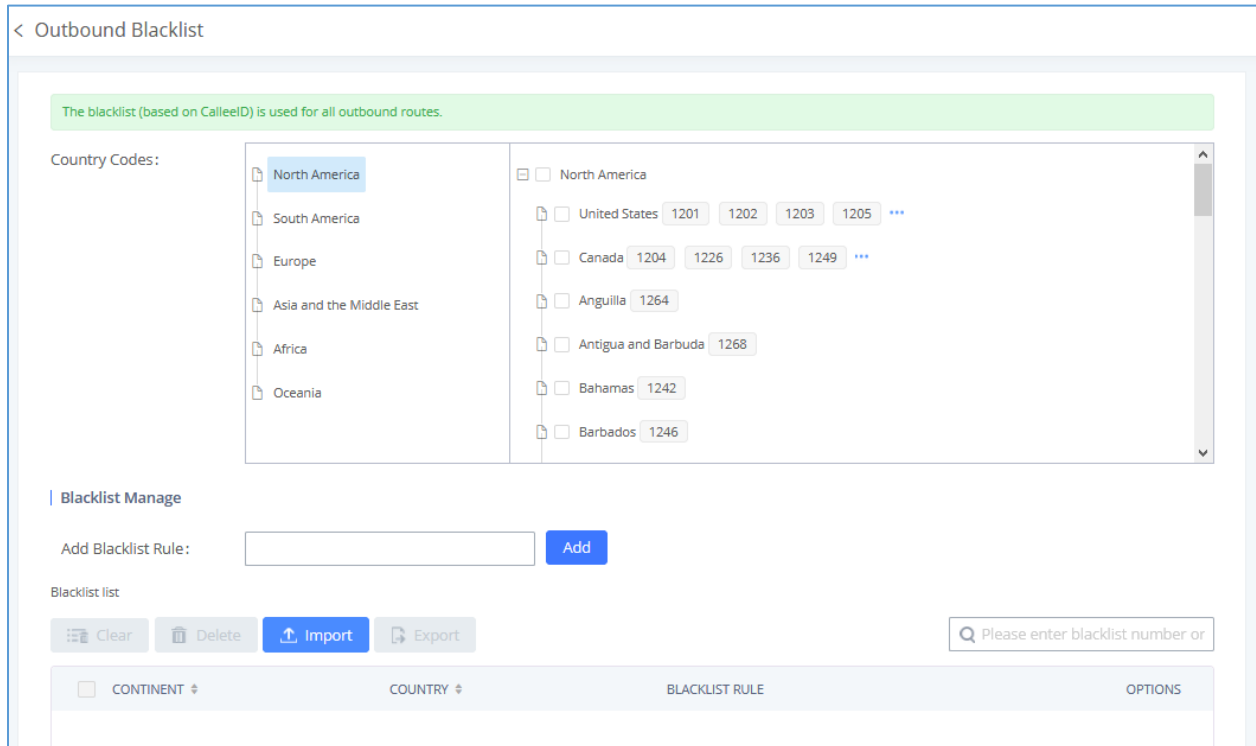 < Outbound Blacklist
The blacklist (based on CalleeID) is used for all outbound routes.
Country Codes:
North America
South America
Europe
Asia and the Middle East
Africa
Oceania
North America
United States 1201 1202 1203 1205 •••
Canada 1204 1226 1236 1249 •••
Anguilla 1264
Antigua and Barbuda 1268
Bahamas 1242
Barbados 1246
Blacklist Manage
Add Blacklist Rule: Add
Blacklist list
Clear Delete Import Export Please enter blacklist number or
CONTINENT COUNTRY BLACKLIST RULE OPTIONS